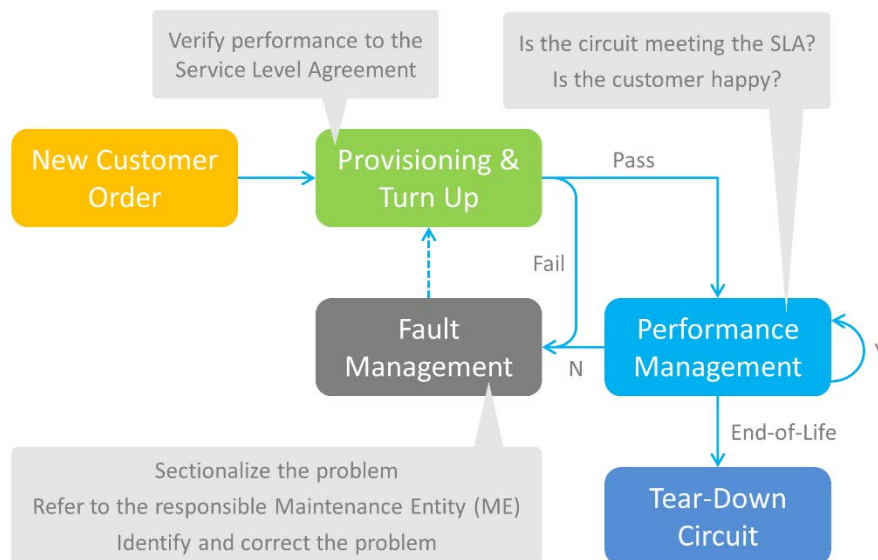 Verify performance to the
Service Level Agreement
Is the circuit meeting the SLA?
Is the customer happy?
New Customer
Order
Provisioning &
Turn Up
Pass
Fail
Fault
Management
N
Performance
Management
End-of-Life
Sectionalize the problem
Refer to the responsible Maintenance Entity (ME)
Identify and correct the problem
Tear-Down
Circuit